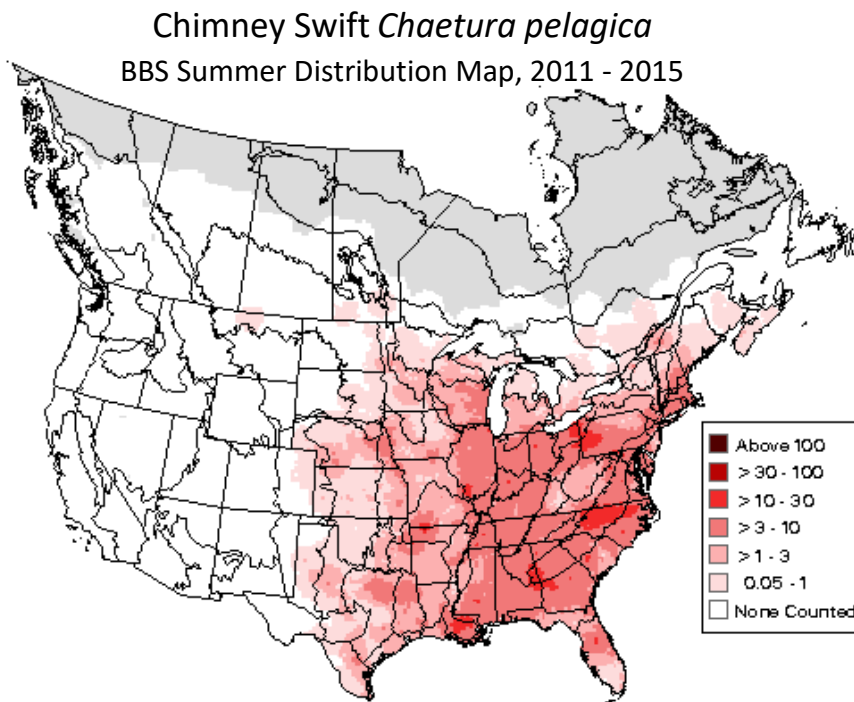 Chimney Swift Chaetura pelagica
BBS Summer Distribution Map, 2011 - 2015
Above 100
>30 - 100
>10 - 30
>3 - 10
>1 - 3
0.05 -1
None Counted